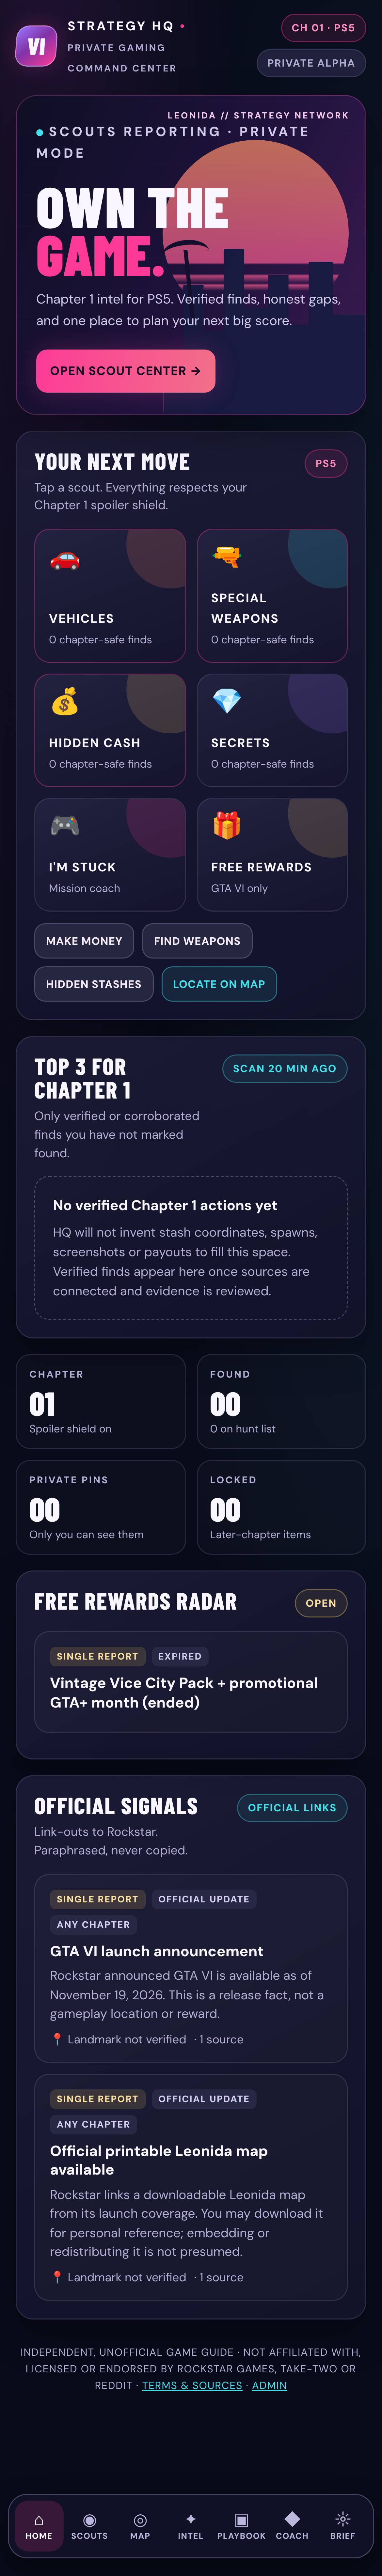 VI
STRATEGY HQ
PRIVATE GAMING
COMMAND CENTER
CH 01 · PS5
PRIVATE ALPHA
LEONIDA // STRATEGY NETWORK
SCOUTS REPORTING · PRIVATE
MODE
OWN THE
GAME.
Chapter 1 intel for PS5. Verified finds, honest gaps,
and one place to plan your next big score.
OPEN SCOUT CENTER →
YOUR NEXT MOVE
PS5
Tap a scout. Everything respects your
Chapter 1 spoiler shield.
VEHICLES
0 chapter-safe finds
SPECIAL
WEAPONS
0 chapter-safe finds
HIDDEN CASH
0 chapter-safe finds
SECRETS
0 chapter-safe finds
I'M STUCK
Mission coach
FREE REWARDS
GTA VI only
MAKE MONEY
FIND WEAPONS
HIDDEN STASHES
LOCATE ON MAP
TOP 3 FOR
CHAPTER 1
SCAN 20 MIN AGO
Only verified or corroborated
finds you have not marked
found.
No verified Chapter 1 actions yet
HQ will not invent stash coordinates, spawns,
screenshots or payouts to fill this space.
Verified finds appear here once sources are
connected and evidence is reviewed.
CHAPTER
01
Spoiler shield on
FOUND
00
0 on hunt list
PRIVATE PINS
00
Only you can see them
LOCKED
00
Later-chapter items
FREE REWARDS RADAR
OPEN
SINGLE REPORT
EXPIRED
Vintage Vice City Pack + promotional
GTA+ month (ended)
OFFICIAL SIGNALS
OFFICIAL LINKS
Link-outs to Rockstar.
Paraphrased, never copied.
SINGLE REPORT
OFFICIAL UPDATE
ANY CHAPTER
GTA VI launch announcement
Rockstar announced GTA VI is available as of
November 19, 2026. This is a release fact, not a
gameplay location or reward.
📍 Landmark not verified · 1 source
SINGLE REPORT
OFFICIAL UPDATE
ANY CHAPTER
Official printable Leonida map
available
Rockstar links a downloadable Leonida map
from its launch coverage. You may download it
for personal reference; embedding or
redistributing it is not presumed.
📍 Landmark not verified · 1 source
INDEPENDENT, UNOFFICIAL GAME GUIDE · NOT AFFILIATED WITH,
LICENSED OR ENDORSED BY ROCKSTAR GAMES, TAKE-TWO OR
REDDIT · TERMS & SOURCES · ADMIN
HOME
SCOUTS
MAP
INTEL
PLAYBOOK
COACH
BRIEF